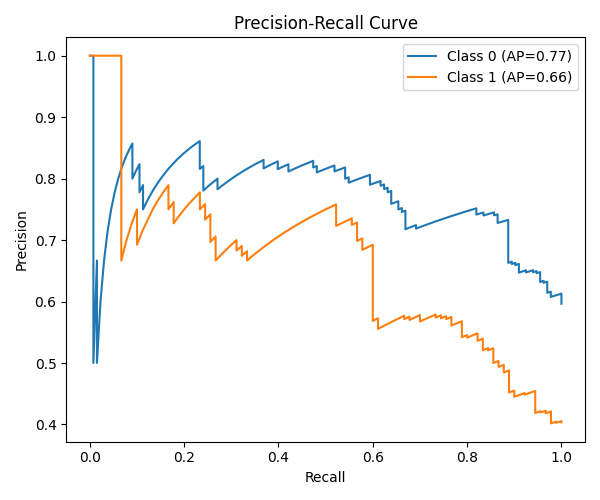 Precision-Recall Curve
Class 0 (AP=0.77)
Class 1 (AP=0.66)
1.0
0.9
0.8
0.7
0.6
0.5
0.4
Precision
0.0 0.2 0.4 0.6 0.8 1.0
Recall